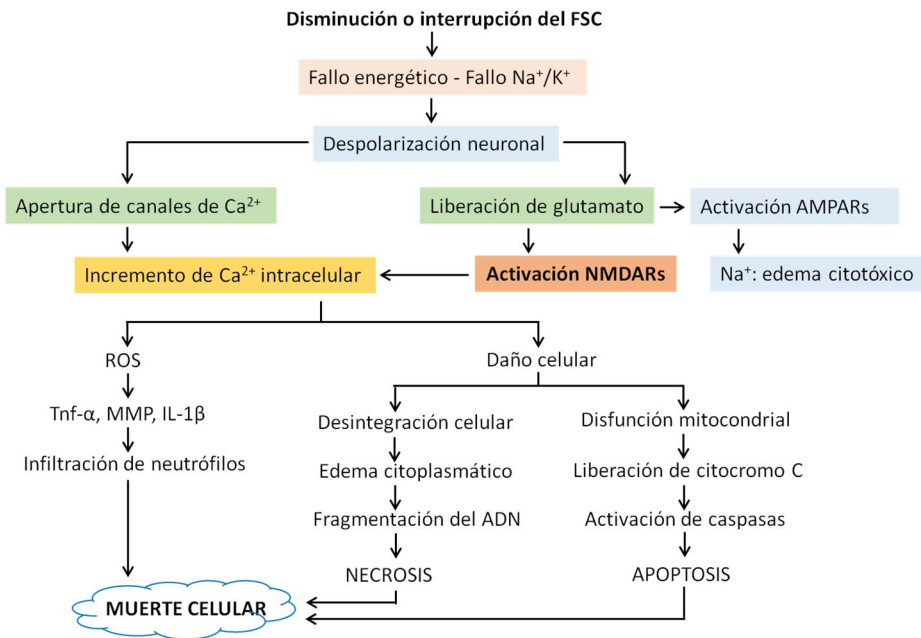 Disminución o interrupción del FSC
Fallo energético - Fallo Na⁺/K⁺
Despolarización neuronal
Apertura de canales de Ca²⁺
Liberación de glutamato
Activación AMPARs
Incremento de Ca²⁺ intracelular
Activación NMDARs
Na⁺: edema citotóxico
ROS
Daño celular
Tnf-α, MMP, IL-1β
Desintegración celular
Disfunción mitocondrial
Infiltración de neutrófilos
Edema citoplasmático
Liberación de citocromo C
Fragmentación del ADN
Activación de caspasas
NECROSIS
APOPTOSIS
MUERTE CELULAR